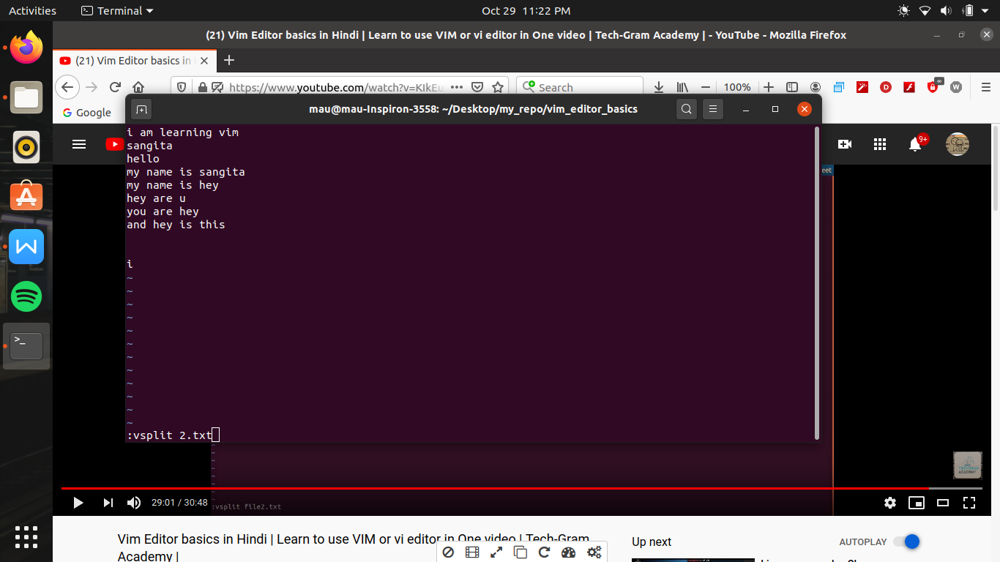 Activities
Terminal
Oct 29 11:22 PM
(21) Vim Editor basics in Hindi | Learn to use VIM or vi editor in One video | Tech-Gram Academy | - YouTube - Mozilla Firefox
(21) Vim Editor basics in
https://www.youtube.com/watch?v=KIkEu
100%
Search
Google
mau@mau-Inspiron-3558: ~/Desktop/my_repo/vim_editor_basics
i am learning vim
sangita
hello
my name is sangita
my name is hey
hey are u
you are hey
and hey is this
i
~
~
~
~
~
~
~
~
~
~
~
~
:vsplit 2.txt
9+
eet
~
~
~
~
~
:vsplit file2.txt
TECH-GRAM
ACADEMY
29:01 / 30:48
Vim Editor basics in Hindi | Learn to use VIM or vi editor in One video | Tech-Gram
Academy |
Up next
AUTOPLAY